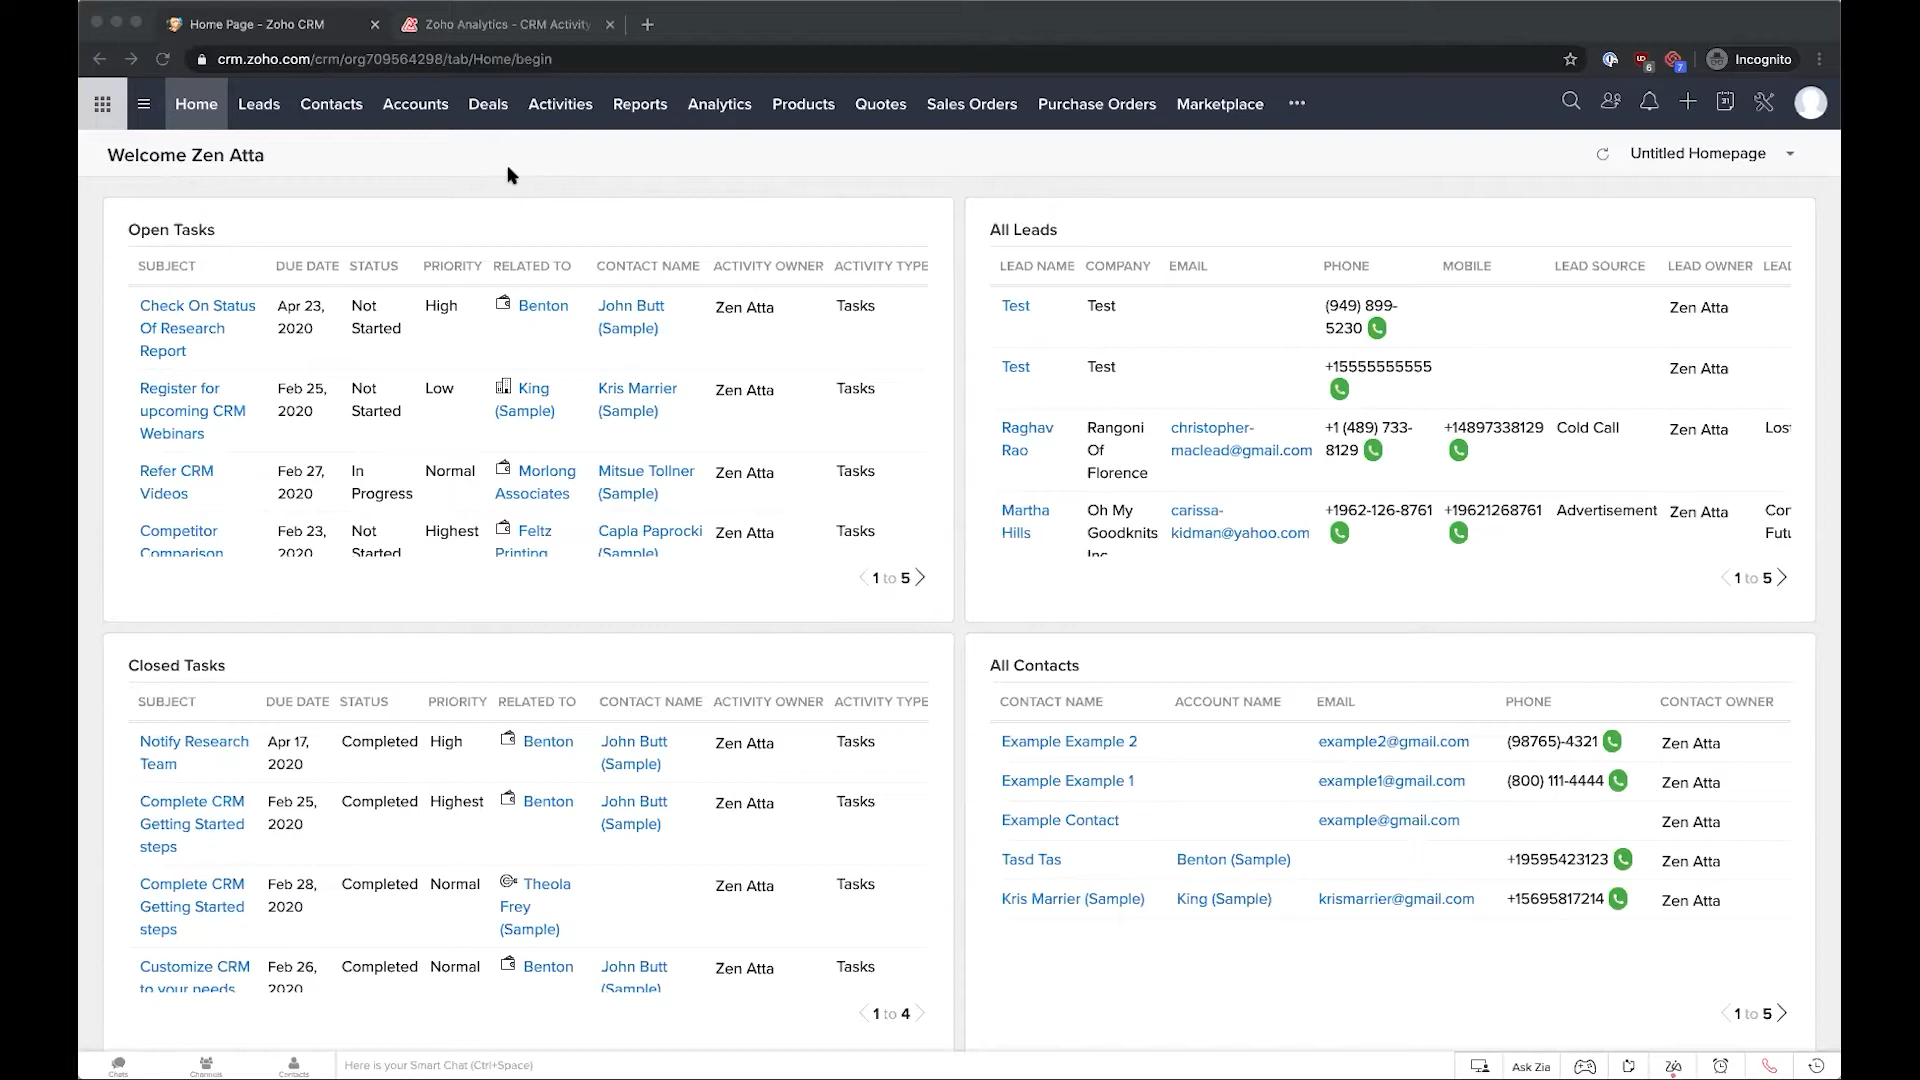 Home Page - Zoho CRM
Zoho Analytics - CRM Activity
crm.zoho.com/crm/org709564298/tab/Home/begin
6
7
Incognito
Home Leads Contacts Accounts Deals Activities Reports Analytics Products Quotes Sales Orders Purchase Orders Marketplace
31
Welcome Zen Atta
Untitled Homepage
Open Tasks
SUBJECT DUE DATE STATUS PRIORITY RELATED TO CONTACT NAME ACTIVITY OWNER ACTIVITY TYPE
Check On Status Apr 23, Not High Benton John Butt Zen Atta Tasks
Of Research 2020 Started (Sample)
Report
Register for Feb 25, Not Low King Kris Marrier Zen Atta Tasks
upcoming CRM 2020 Started (Sample) (Sample)
Webinars
Refer CRM Feb 27, In Normal Morlong Mitsue Tollner Zen Atta Tasks
Videos 2020 Progress Associates (Sample)
Competitor Feb 23, Not Highest Feltz Capla Paprocki Zen Atta Tasks
Comparison 2020 Started Printing (Sample)
1 to 5
All Leads
LEAD NAME COMPANY EMAIL PHONE MOBILE LEAD SOURCE LEAD OWNER LEAD
Test Test (949) 899- Zen Atta
5230
Test Test +15555555555 Zen Atta
Raghav Rangoni christopher- +1 (489) 733- +14897338129 Cold Call Zen Atta Los
Rao Of maclead@gmail.com 8129
Florence
Martha Oh My carissa- +1962-126-8761 +19621268761 Advertisement Zen Atta Cor
Hills Goodknits kidman@yahoo.com Futu
Inc
1 to 5
Closed Tasks
SUBJECT DUE DATE STATUS PRIORITY RELATED TO CONTACT NAME ACTIVITY OWNER ACTIVITY TYPE
Notify Research Apr 17, Completed High Benton John Butt Zen Atta Tasks
Team 2020 (Sample)
Complete CRM Feb 25, Completed Highest Benton John Butt Zen Atta Tasks
Getting Started 2020 (Sample)
steps
Complete CRM Feb 28, Completed Normal Theola Zen Atta Tasks
Getting Started 2020 Frey
steps (Sample)
Customize CRM Feb 26, Completed Normal Benton John Butt Zen Atta Tasks
to your needs 2020 (Sample)
1 to 4
All Contacts
CONTACT NAME ACCOUNT NAME EMAIL PHONE CONTACT OWNER
Example Example 2 example2@gmail.com (98765)-4321 Zen Atta
Example Example 1 example1@gmail.com (800) 111-4444 Zen Atta
Example Contact example@gmail.com Zen Atta
Tasd Tas Benton (Sample) +19595423123 Zen Atta
Kris Marrier (Sample) King (Sample) krismarrier@gmail.com +15695817214 Zen Atta
1 to 5
Chats Channels Contacts Here is your Smart Chat (Ctrl+Space) Ask Zia